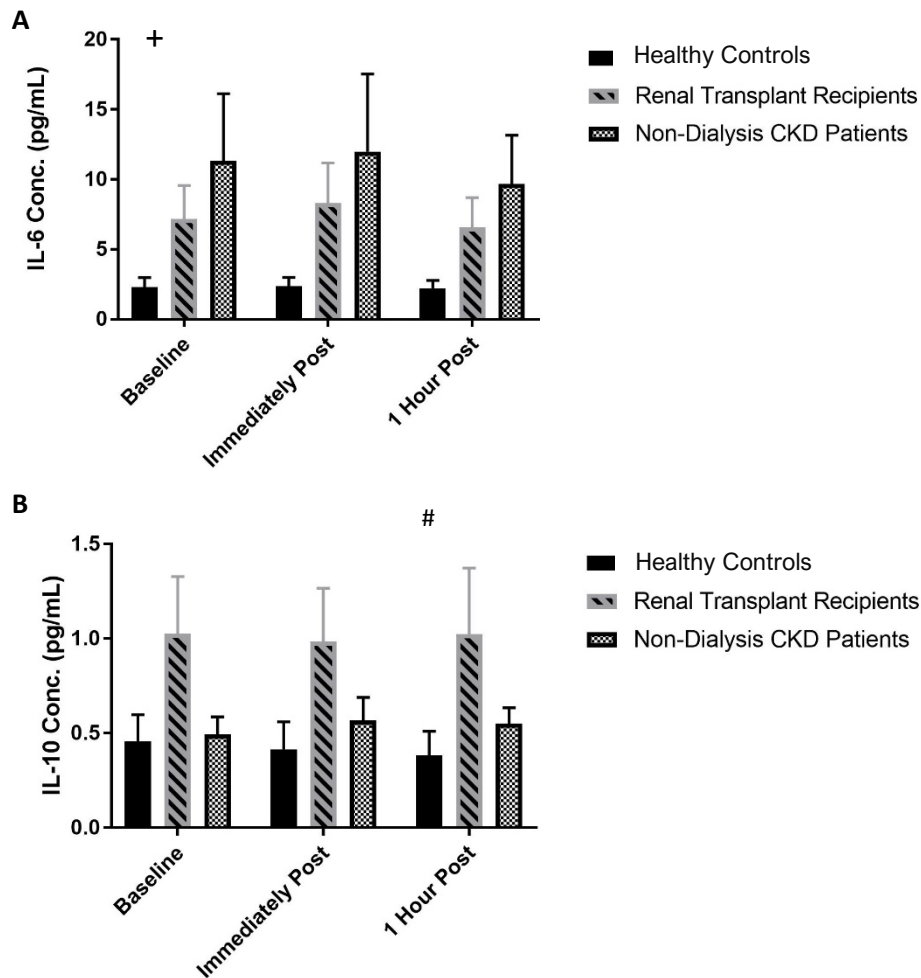 A
IL-6 Conc. (pg/mL)
20
15
10
5
0
+
Baseline
Immediately Post
1 Hour Post
Healthy Controls
Renal Transplant Recipients
Non-Dialysis CKD Patients
B
IL-10 Conc. (pg/mL)
1.5
1.0
0.5
0.0
#
Baseline
Immediately Post
1 Hour Post
Healthy Controls
Renal Transplant Recipients
Non-Dialysis CKD Patients